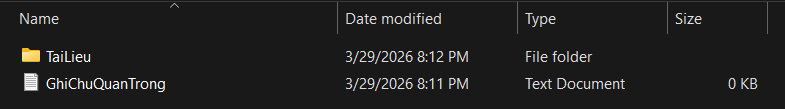 Name Date modified Type Size
TaiLieu 3/29/2026 8:12 PM File folder
GhiChuQuanTrong 3/29/2026 8:11 PM Text Document 0 KB